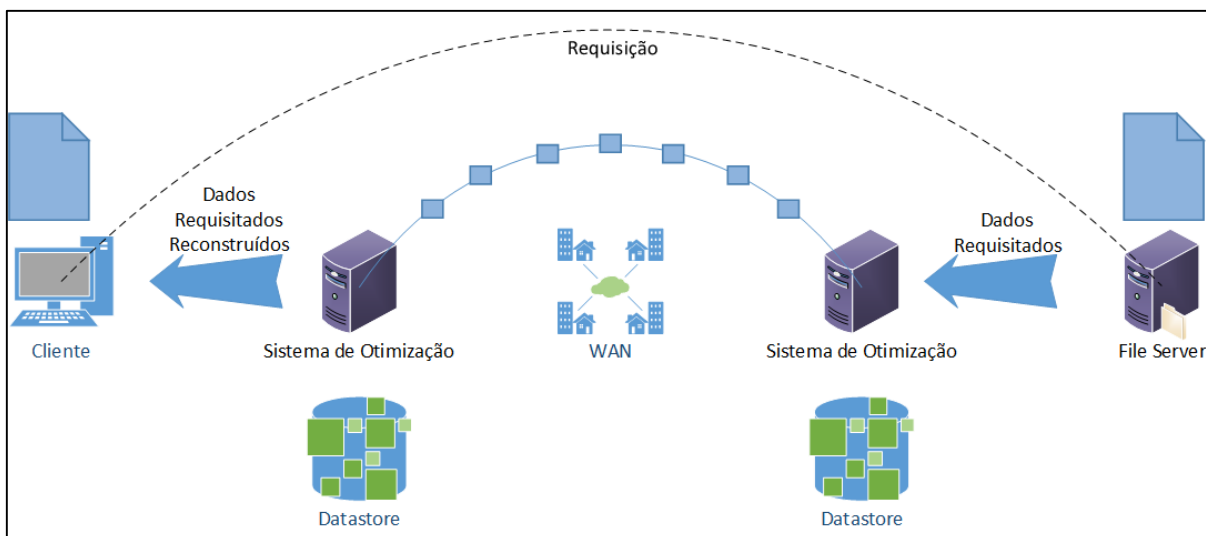 Requisição
Dados
Requisitados
Reconstruídos
Dados
Requisitados
Cliente
Sistema de Otimização
WAN
Sistema de Otimização
File Server
Datastore
Datastore